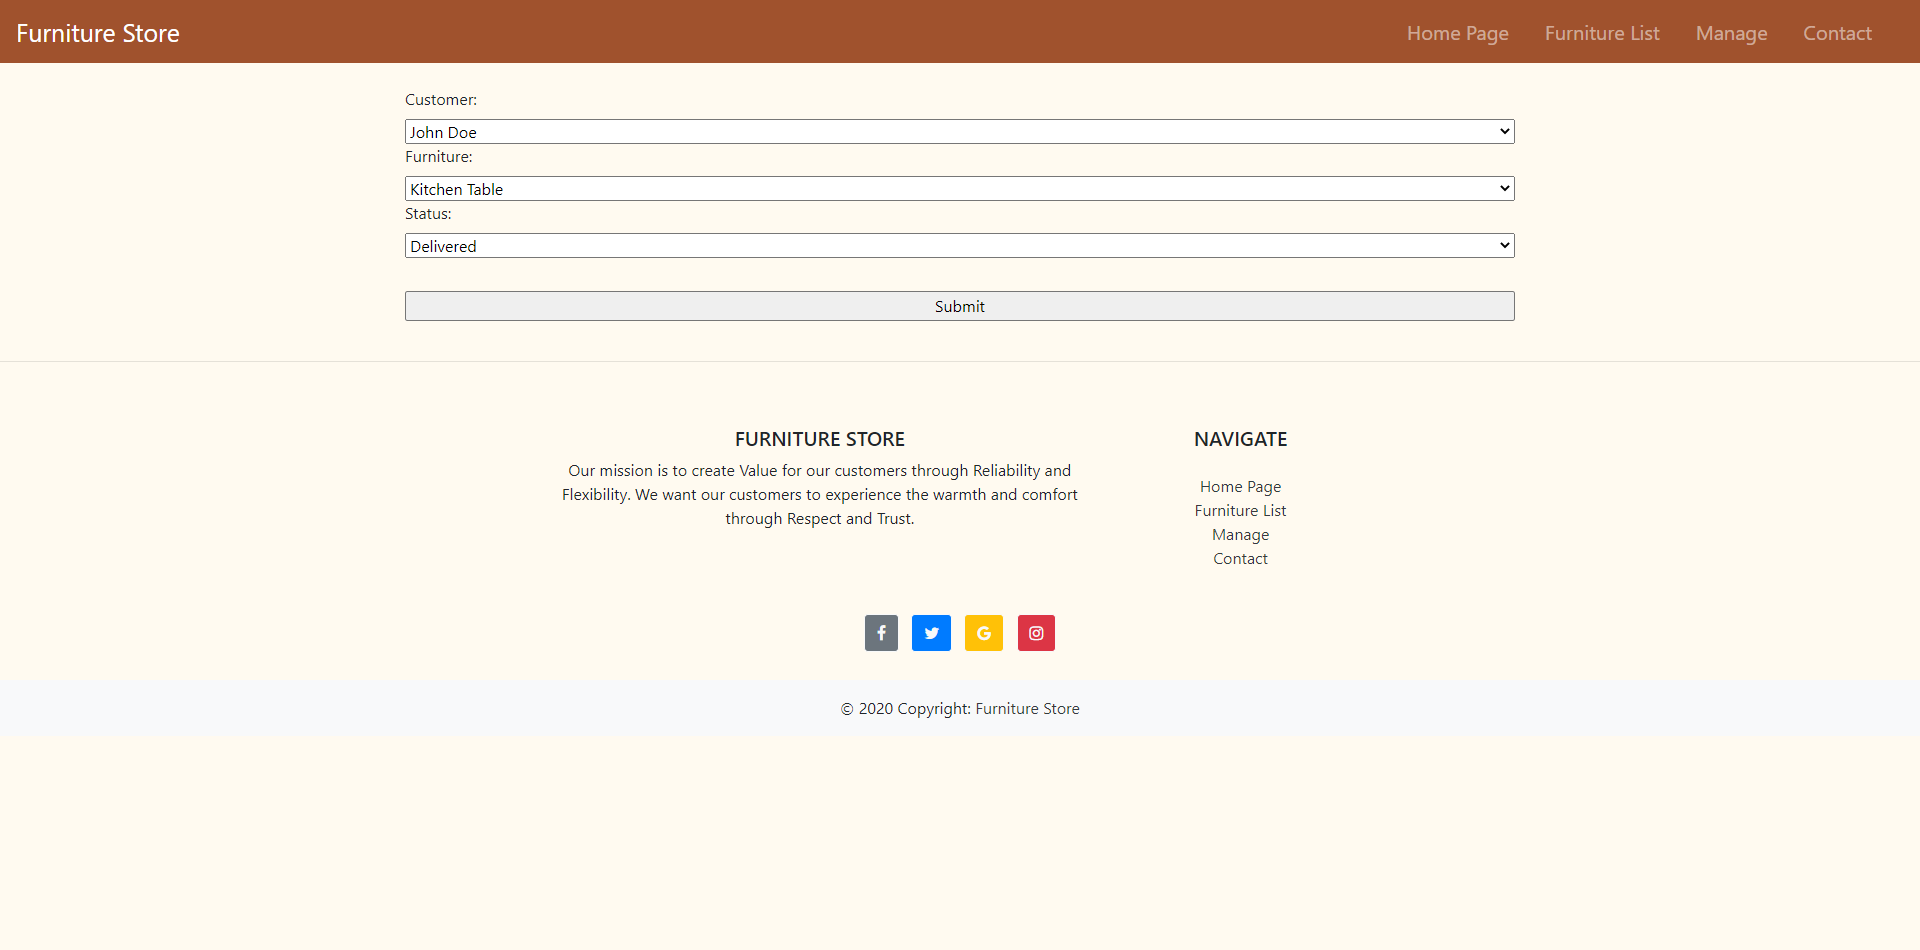 Furniture Store
Home Page
Furniture List
Manage
Contact
Customer:
John Doe
Furniture:
Kitchen Table
Status:
Delivered
Submit
FURNITURE STORE
Our mission is to create Value for our customers through Reliability and
Flexibility. We want our customers to experience the warmth and comfort
through Respect and Trust.
NAVIGATE
Home Page
Furniture List
Manage
Contact
© 2020 Copyright: Furniture Store